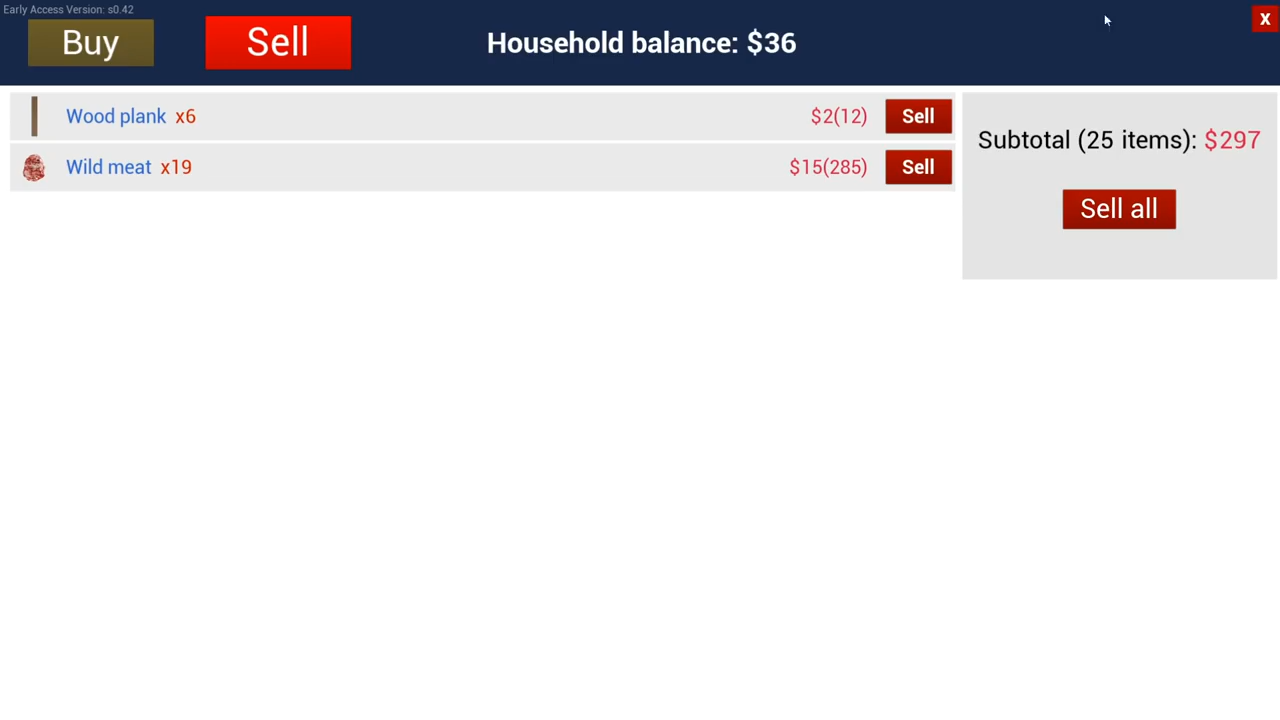 Early Access Version: s0.42
Buy
Sell
Household balance: $36
X
Wood plank x6 $2(12) Sell
Wild meat x19 $15(285) Sell
Subtotal (25 items): $297
Sell all